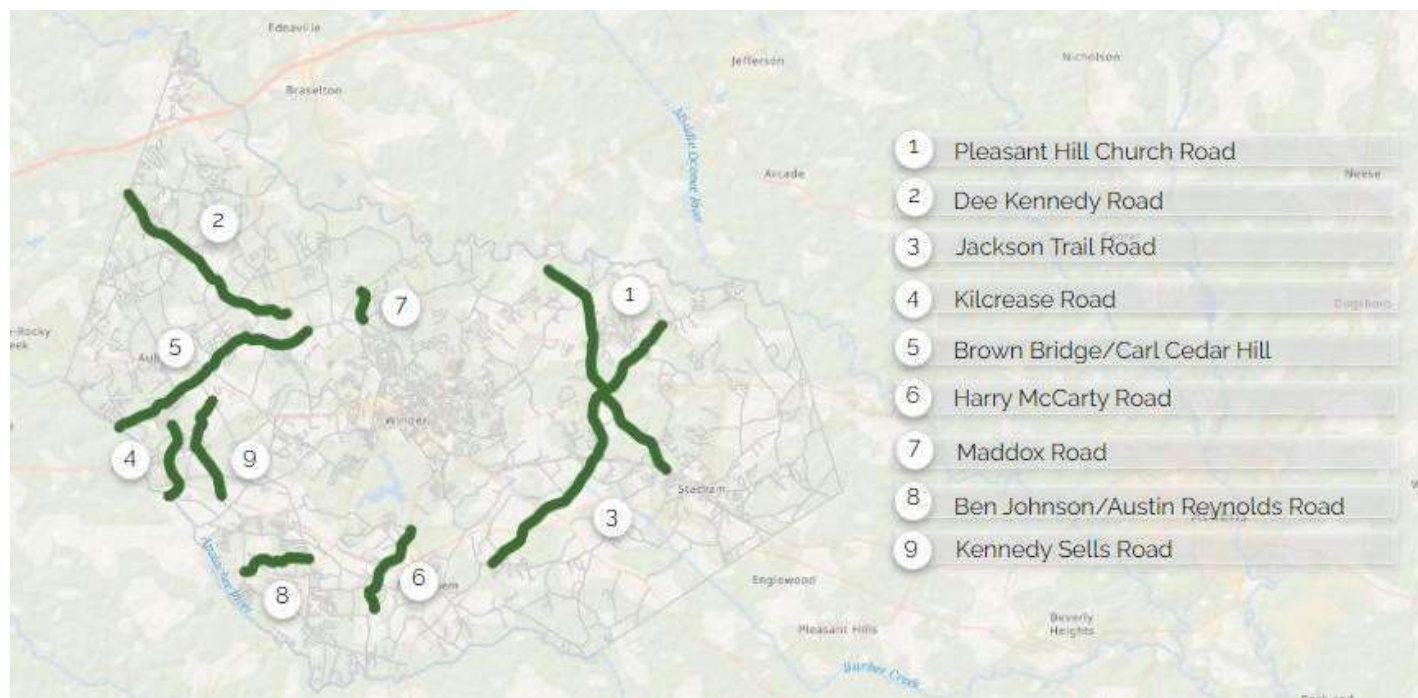 Ednaville
Jefferson
Nicholson
Braselton
Middle Oconee River
Arcade
Neese
1 Pleasant Hill Church Road
2 Dee Kennedy Road
3 Jackson Trail Road
4 Kilcrease Road
5 Brown Bridge/Carl Cedar Hill
6 Harry McCarty Road
7 Maddox Road
8 Ben Johnson/Austin Reynolds Road
9 Kennedy Sells Road
2
1
7
5
Winder
4
9
Statham
3
6
8
Englewood
Pleasant Hills
Beverly
Heights
Barber Creek